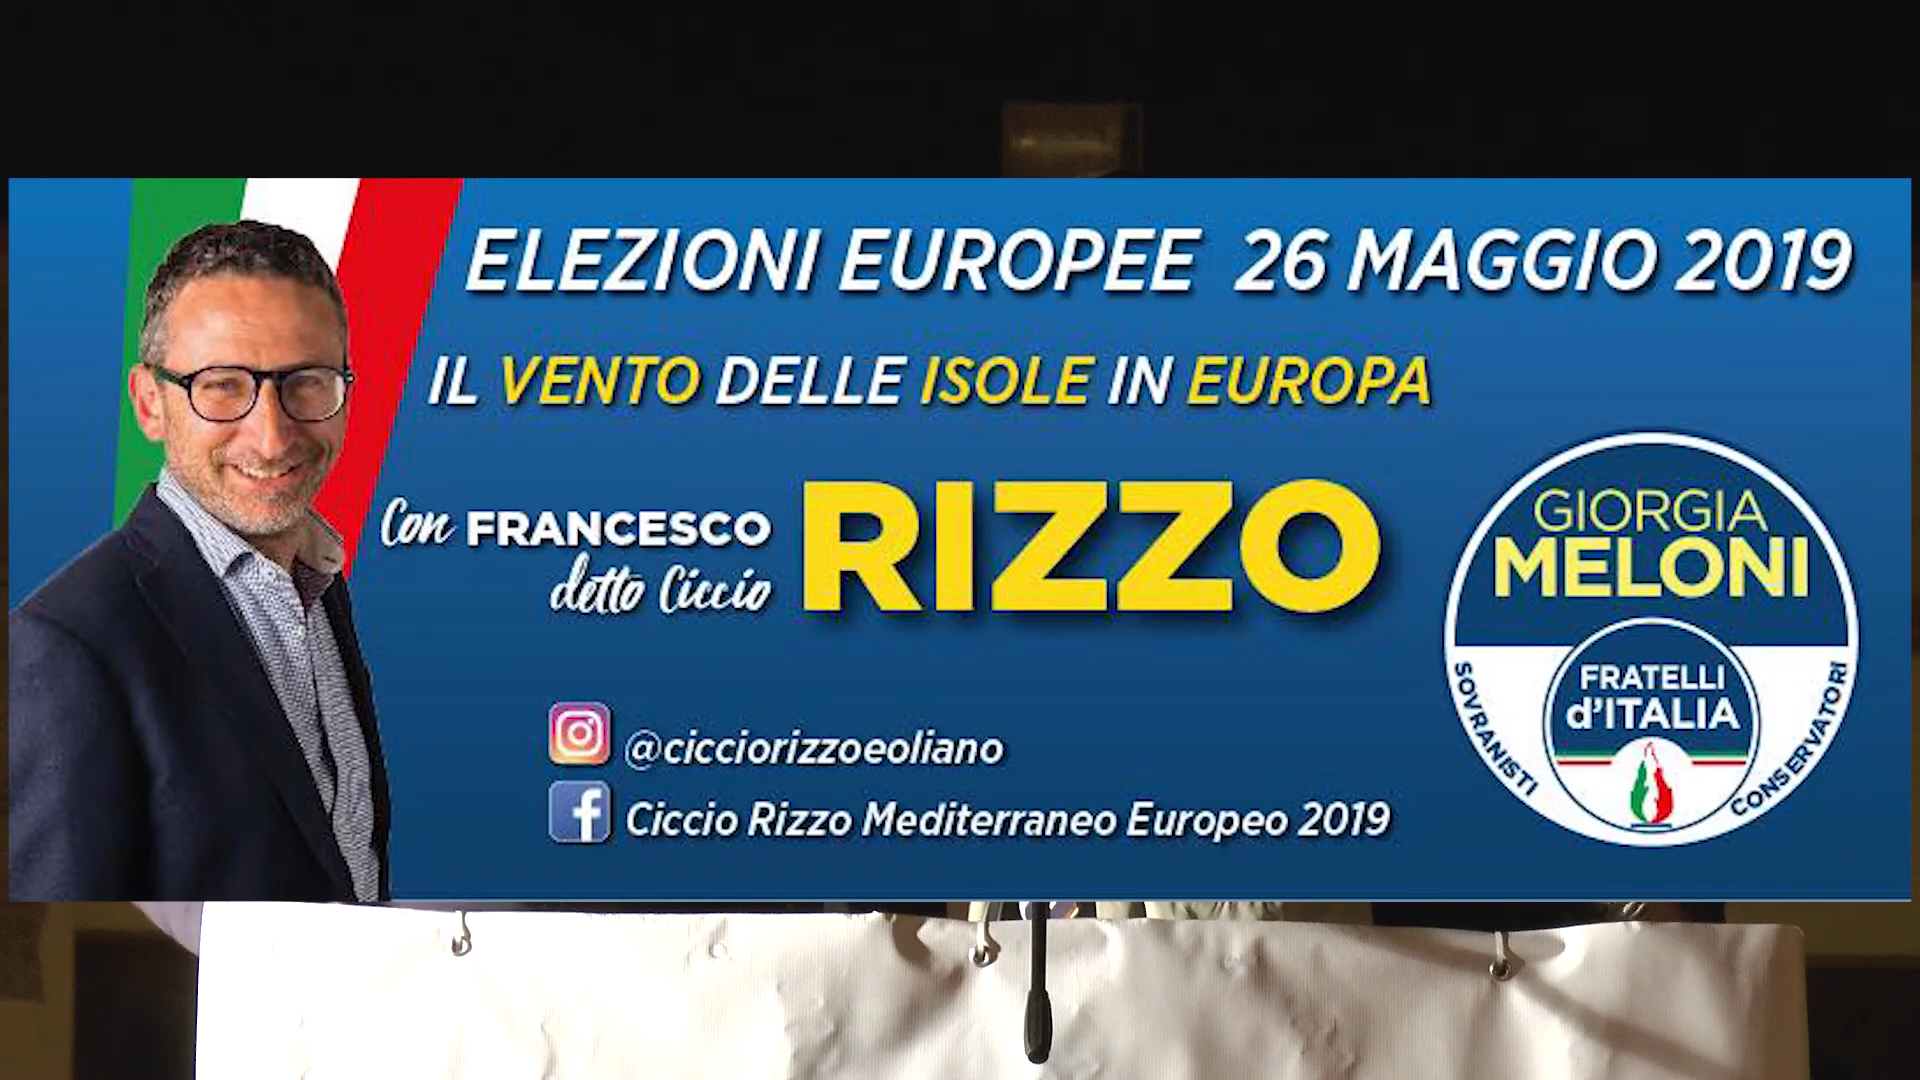 ELEZIONI EUROPEE 26 MAGGIO 2019
IL VENTO DELLE ISOLE IN EUROPA
Con FRANCESCO
detto Ciccio
RIZZO
@cicciorizzoeoliano
Ciccio Rizzo Mediterraneo Europeo 2019
GIORGIA
MELONI
FRATELLI
d'ITALIA
SOVRANISTI
CONSERVATORI